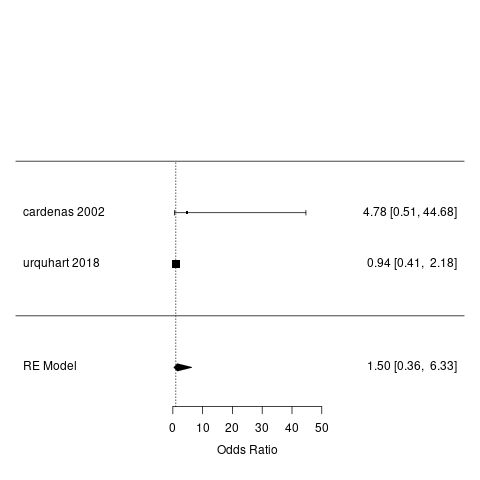 cardenas 2002 4.78 [0.51, 44.68]
urquhart 2018 0.94 [0.41, 2.18]
RE Model 1.50 [0.36, 6.33]
0 10 20 30 40 50
Odds Ratio